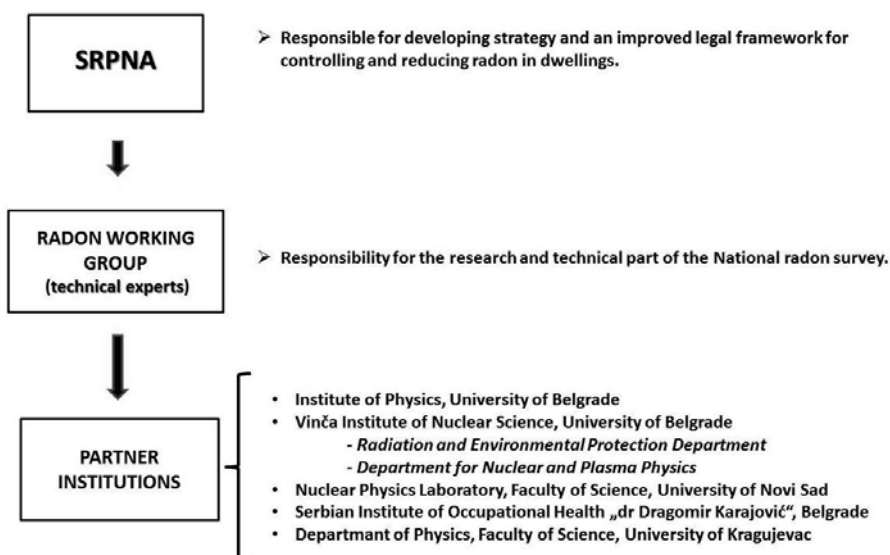 SRPNA
➢ Responsible for developing strategy and an improved legal framework for
controlling and reducing radon in dwellings.
RADON WORKING
GROUP
(technical experts)
➢ Responsibility for the research and technical part of the National radon survey.
PARTNER
INSTITUTIONS
• Institute of Physics, University of Belgrade
• Vinča Institute of Nuclear Science, University of Belgrade
- Radiation and Environmental Protection Department
- Department for Nuclear and Plasma Physics
• Nuclear Physics Laboratory, Faculty of Science, University of Novi Sad
• Serbian Institute of Occupational Health „dr Dragomir Karajović“, Belgrade
• Departmant of Physics, Faculty of Science, University of Kragujevac